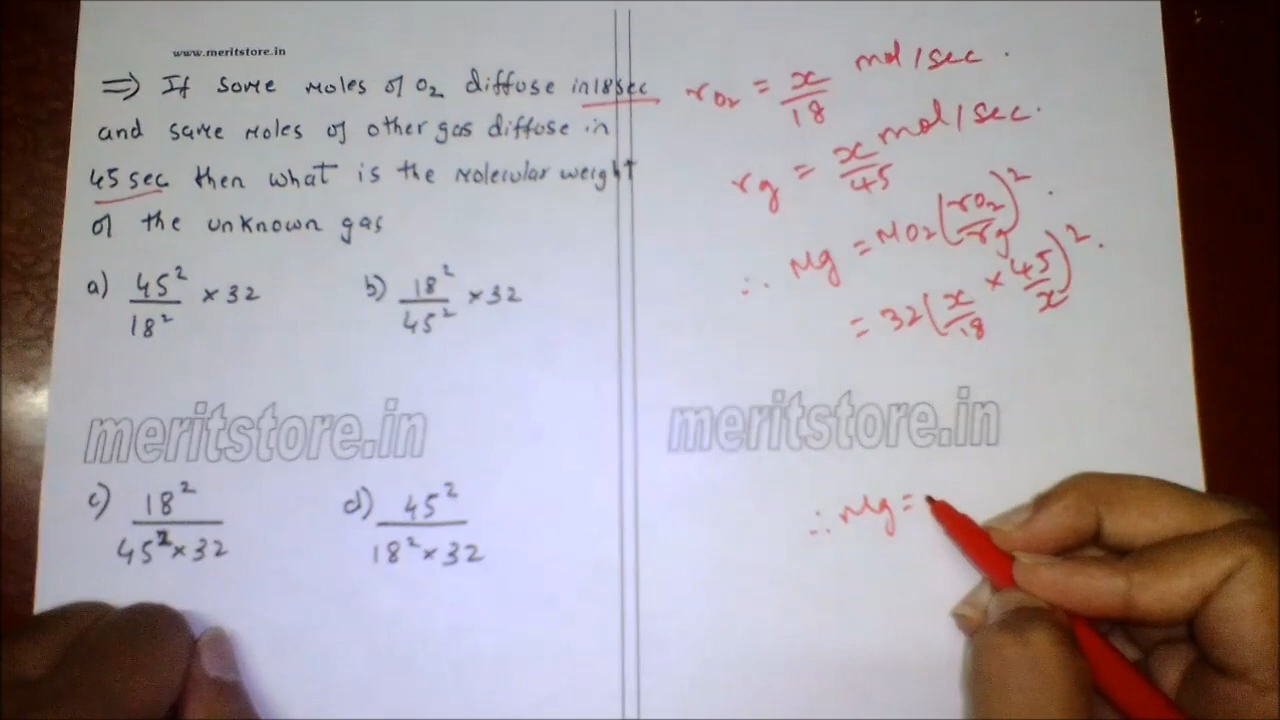 www.meritstore.in
⇒ If some moles of O₂ diffuse in 18 sec
and same moles of other gas diffuse in
45 sec then what is the molecular weight
of the unknown gas
a) 45² / 18² × 32
b) 18² / 45² × 32
c) 18² / 45² × 32
d) 45² / 18² × 32
meritstore.in
rO₂ = x/18 mol/sec.
rg = x/45 mol/sec.
∴ Mg = MO₂ (rO₂/rg)².
= 32 (x/18 × 45/x)².
meritstore.in
∴ Mg =